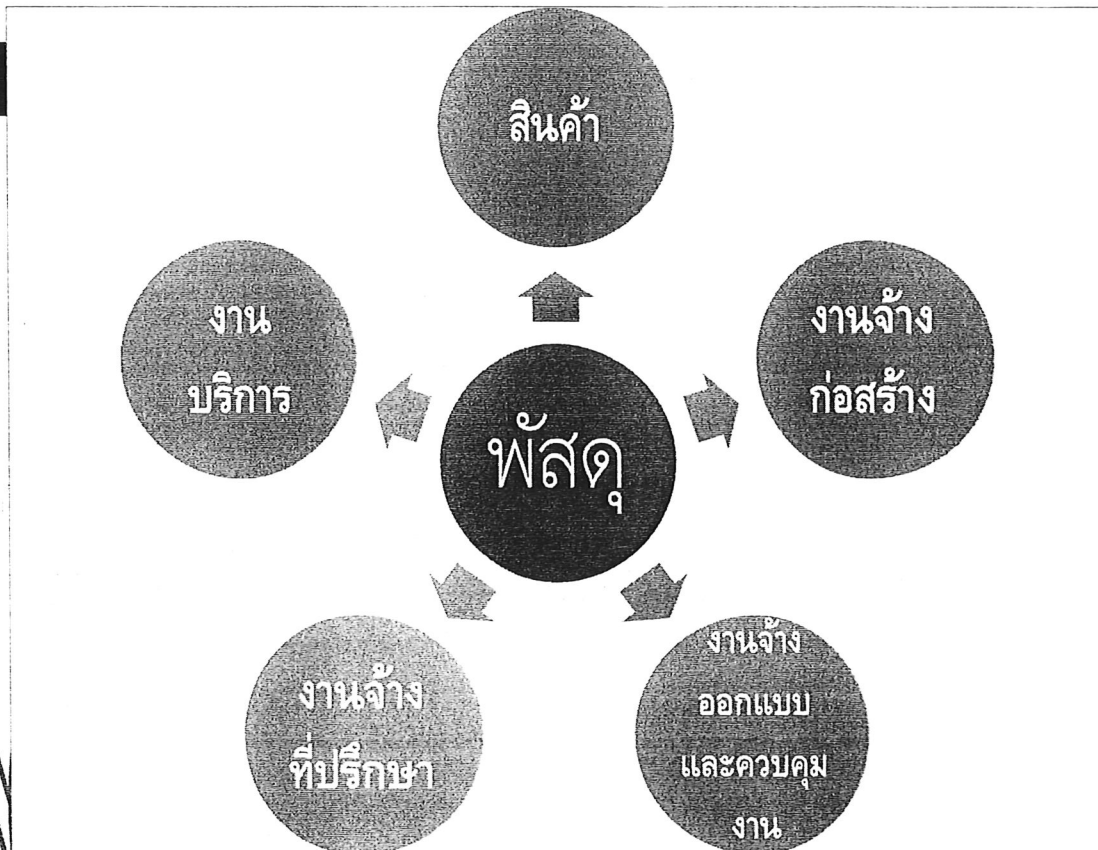 สินค้า
งาน
บริการ
งานจ้าง
ก่อสร้าง
พัสดุ
งานจ้าง
ที่ปรึกษา
งานจ้าง
ออกแบบ
และควบคุม
งาน